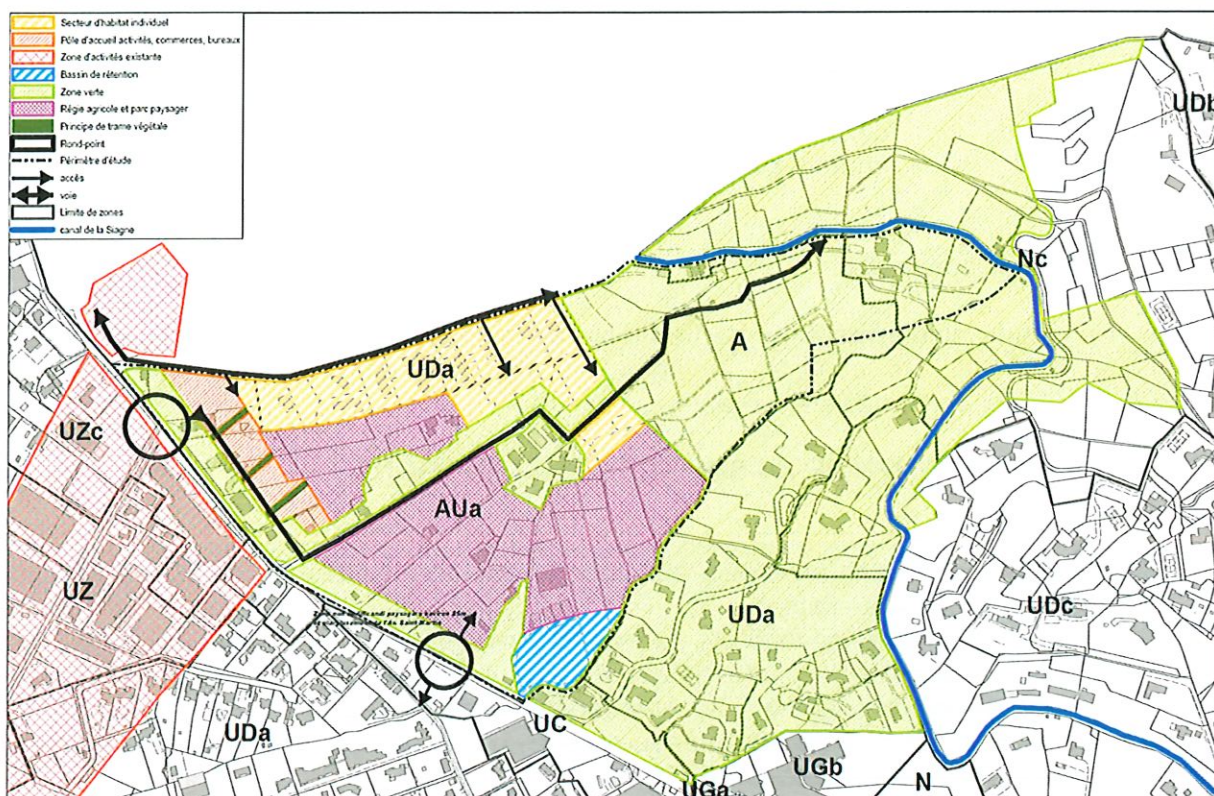 Secteur d'habitat individuel
Pôle d'accueil activités, commerces, bureaux
Zone d'activités existante
Bassin de rétention
Zone verte
Régie agricole et parc paysager
Principe de trame végétale
Rond-point
Périmètre d'étude
accès
voie
Limite de zones
canal de la Siagne
UDb
Nc
A
UDa
UZc
AUa
UZ
UDa
UDc
UDa
UC
UGb
N
UGa